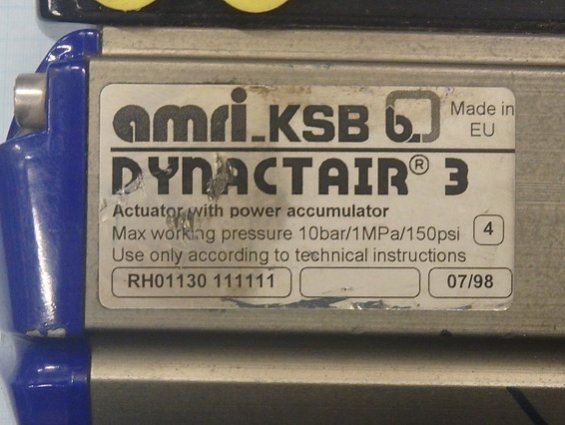 amri_KSB b.
Made in
EU
DYNACTAIR® 3
Actuator with power accumulator
Max working pressure 10bar/1MPa/150psi
4
Use only according to technical instructions
RH01130 111111
07/98